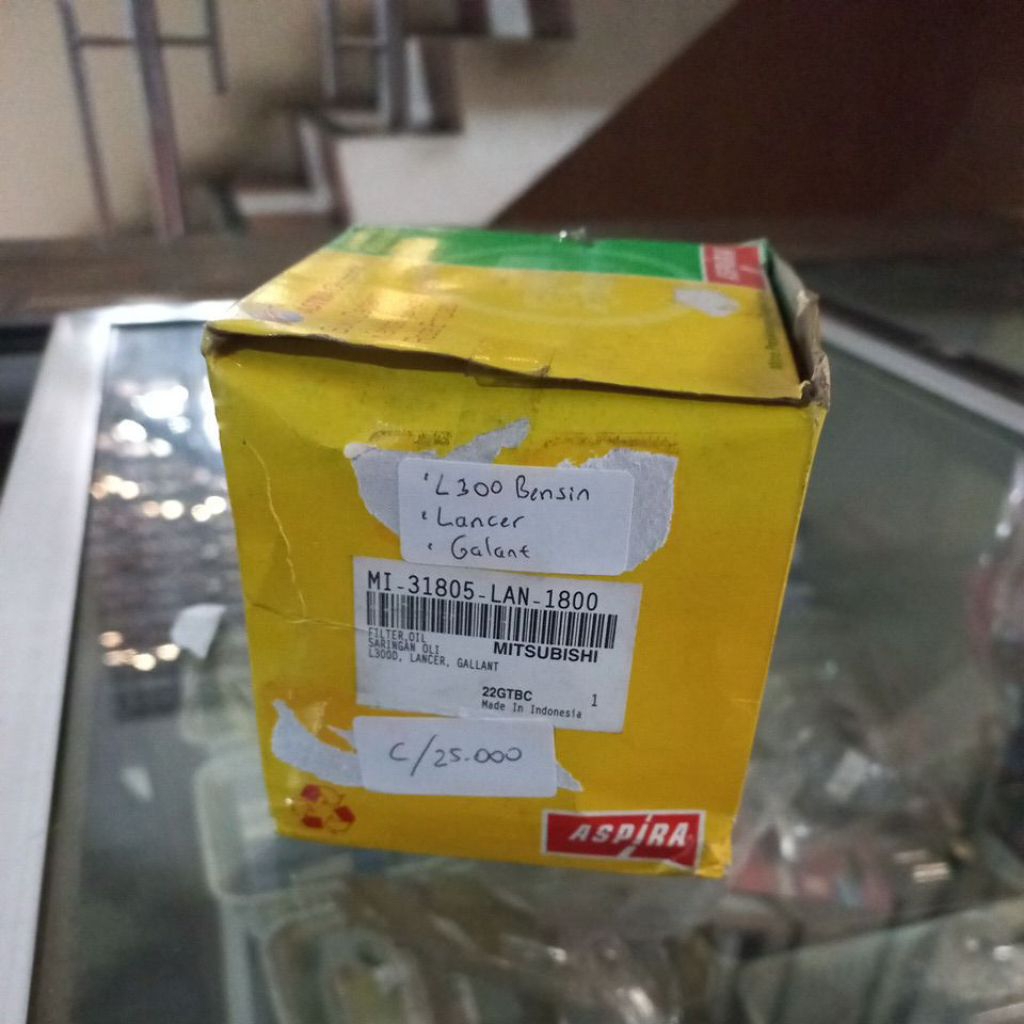 ASPIRA
'L300 Bensin
• Lancer
• Galant
MI-31805-LAN-1800
FILTER,OIL
SARINGAN OLI
MITSUBISHI
L300D, LANCER, GALLANT
22GTBC 1
Made In Indonesia
C/25.000
ASPIRA